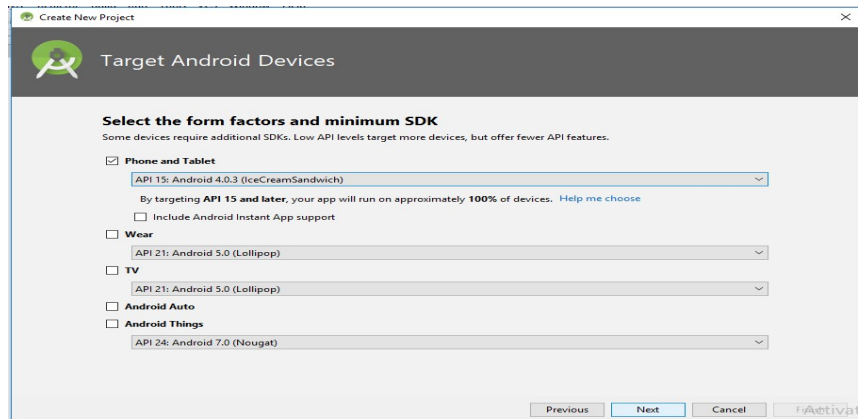 Create New Project
Target Android Devices
Select the form factors and minimum SDK
Some devices require additional SDKs. Low API levels target more devices, but offer fewer API features.
Phone and Tablet
API 15: Android 4.0.3 (IceCreamSandwich)
By targeting API 15 and later, your app will run on approximately 100% of devices. Help me choose
Include Android Instant App support
Wear
API 21: Android 5.0 (Lollipop)
TV
API 21: Android 5.0 (Lollipop)
Android Auto
Android Things
API 24: Android 7.0 (Nougat)
Previous Next Cancel